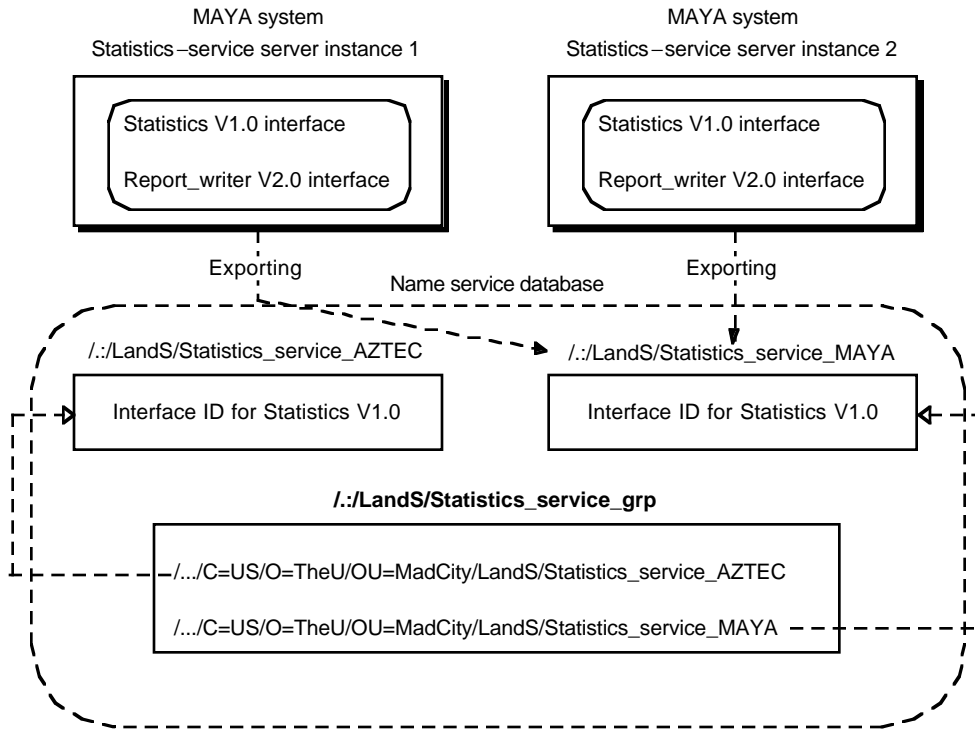 MAYA system
Statistics–service server instance 1
MAYA system
Statistics–service server instance 2
Statistics V1.0 interface
Report_writer V2.0 interface
Statistics V1.0 interface
Report_writer V2.0 interface
Exporting
Exporting
Name service database
/.:/LandS/Statistics_service_AZTEC
/.:/LandS/Statistics_service_MAYA
Interface ID for Statistics V1.0
Interface ID for Statistics V1.0
/.:/LandS/Statistics_service_grp
/.../C=US/O=TheU/OU=MadCity/LandS/Statistics_service_AZTEC
/.../C=US/O=TheU/OU=MadCity/LandS/Statistics_service_MAYA